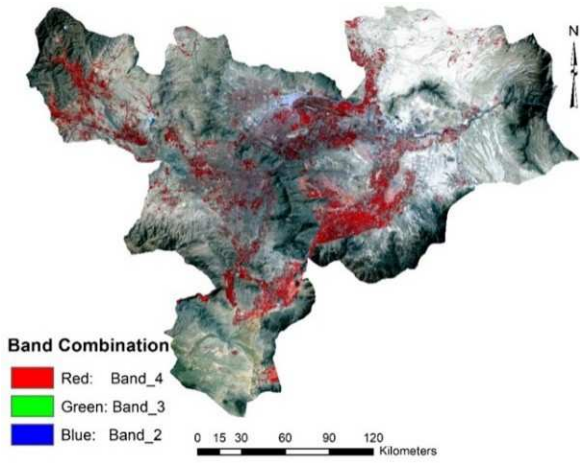 N
Band Combination
Red: Band_4
Green: Band_3
Blue: Band_2
0 15 30 60 90 120
Kilometers